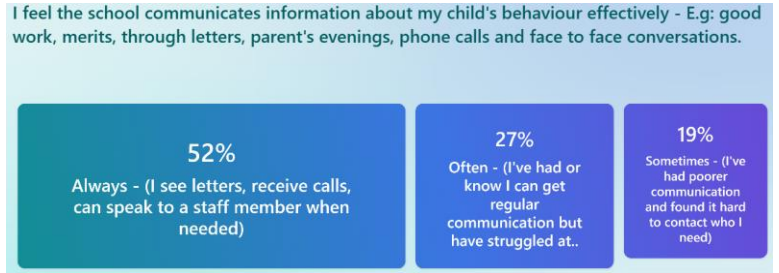 I feel the school communicates information about my child's behaviour effectively - E.g: good
work, merits, through letters, parent's evenings, phone calls and face to face conversations.
52%
Always - (I see letters, receive calls,
can speak to a staff member when
needed)
27%
Often - (I've had or
know I can get
regular
communication but
have struggled at..
19%
Sometimes - (I've
had poorer
communication
and found it hard
to contact who I
need)